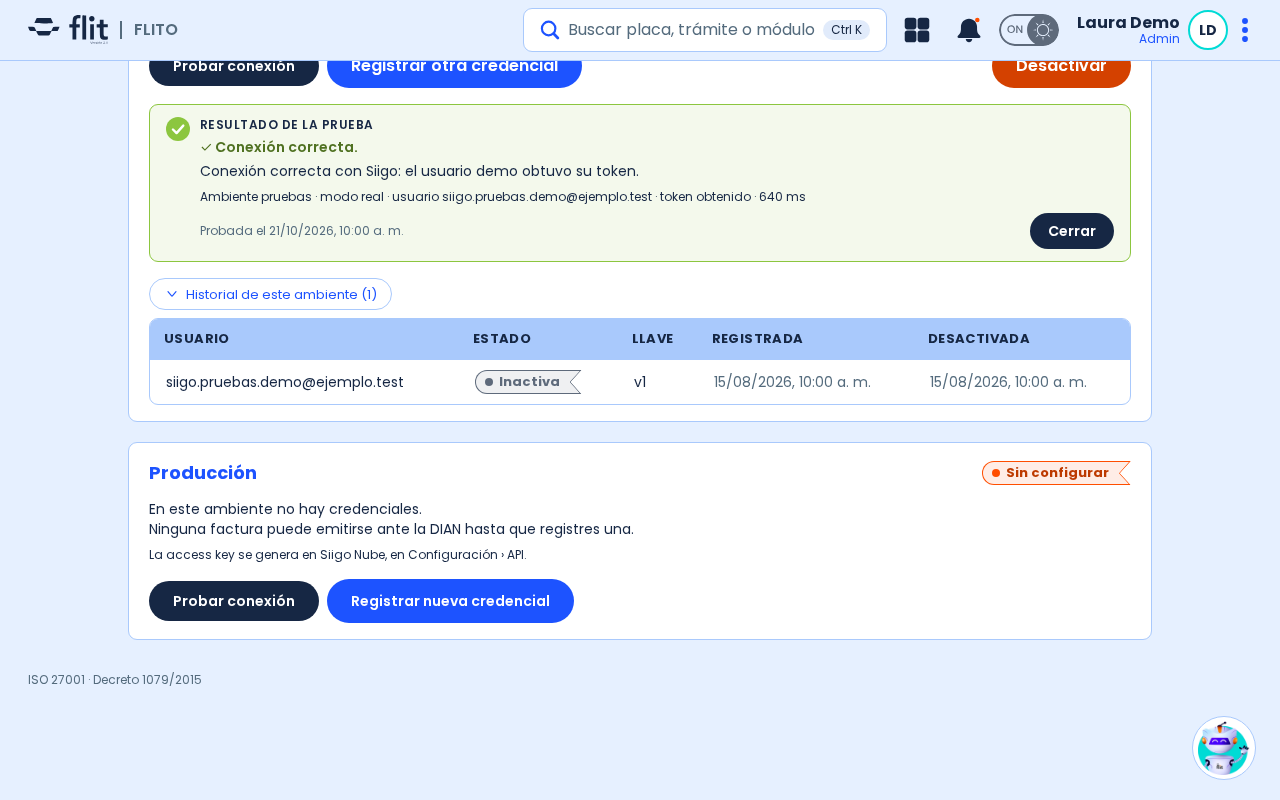 flit
FLITO
Buscar placa, trámite o módulo
Ctrl K
ON
Laura Demo
Admin
LD
Probar conexión
Registrar otra credencial
Desactivar
RESULTADO DE LA PRUEBA
✓ Conexión correcta.
Conexión correcta con Siigo: el usuario demo obtuvo su token.
Ambiente pruebas · modo real · usuario siigo.pruebas.demo@ejemplo.test · token obtenido · 640 ms
Probada el 21/10/2026, 10:00 a. m.
Cerrar
Historial de este ambiente (1)
USUARIO ESTADO LLAVE REGISTRADA DESACTIVADA
siigo.pruebas.demo@ejemplo.test Inactiva v1 15/08/2026, 10:00 a. m. 15/08/2026, 10:00 a. m.
Producción
Sin configurar
En este ambiente no hay credenciales.
Ninguna factura puede emitirse ante la DIAN hasta que registres una.
La access key se genera en Siigo Nube, en Configuración › API.
Probar conexión
Registrar nueva credencial
ISO 27001 · Decreto 1079/2015